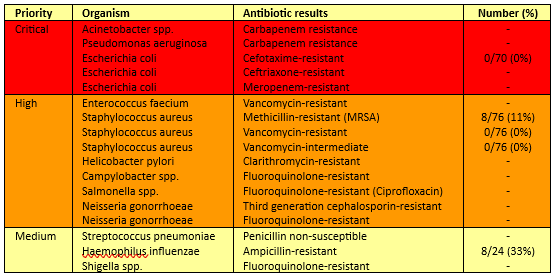 Priority Organism Antibiotic results Number (%)
Critical Acinetobacter spp. Carbapenem resistance -
Pseudomonas aeruginosa Carbapenem resistance -
Escherichia coli Cefotaxime-resistant 0/70 (0%)
Escherichia coli Ceftriaxone-resistant -
Escherichia coli Meropenem-resistant -
High Enterococcus faecium Vancomycin-resistant -
Staphylococcus aureus Methicillin-resistant (MRSA) 8/76 (11%)
Staphylococcus aureus Vancomycin-resistant 0/76 (0%)
Staphylococcus aureus Vancomycin-intermediate 0/76 (0%)
Helicobacter pylori Clarithromycin-resistant -
Campylobacter spp. Fluoroquinolone-resistant -
Salmonella spp. Fluoroquinolone-resistant (Ciprofloxacin) -
Neisseria gonorrhoeae Third generation cephalosporin-resistant -
Neisseria gonorrhoeae Fluoroquinolone-resistant -
Medium Streptococcus pneumoniae Penicillin non-susceptible -
Haemophilus influenzae Ampicillin-resistant 8/24 (33%)
Shigella spp. Fluoroquinolone-resistant -